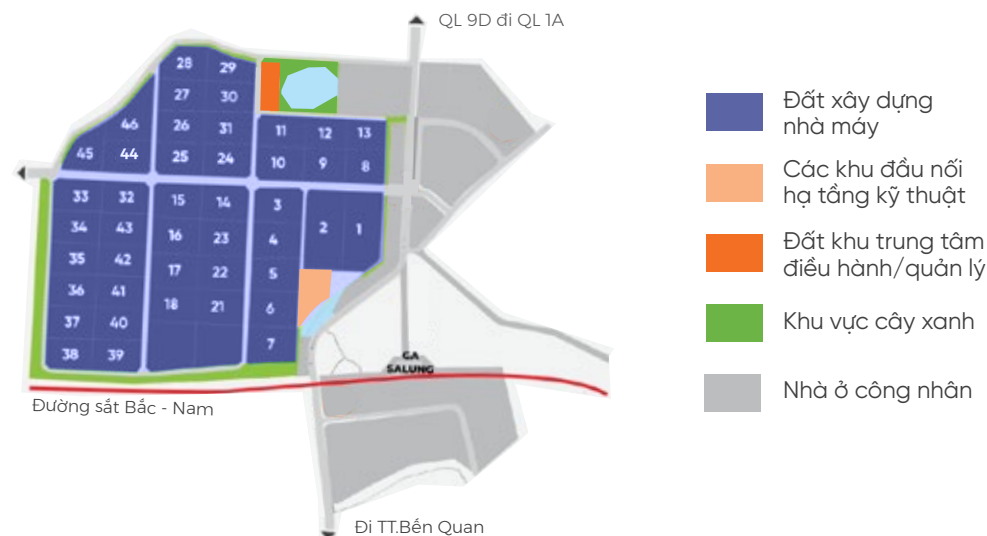 QL 9D đi QL 1A
28 29
27 30
46 26 31 11 12 13
45 44 25 24 10 9 8
33 32 15 14 3
34 43 16 23 4 2 1
35 42 17 22 5
36 41 18 21 6
37 40 7
38 39
GA
SALUNG
Đường sắt Bắc - Nam
Đi TT.Bến Quan
Đất xây dựng
nhà máy
Các khu đầu nối
hạ tầng kỹ thuật
Đất khu trung tâm
điều hành/quản lý
Khu vực cây xanh
Nhà ở công nhân